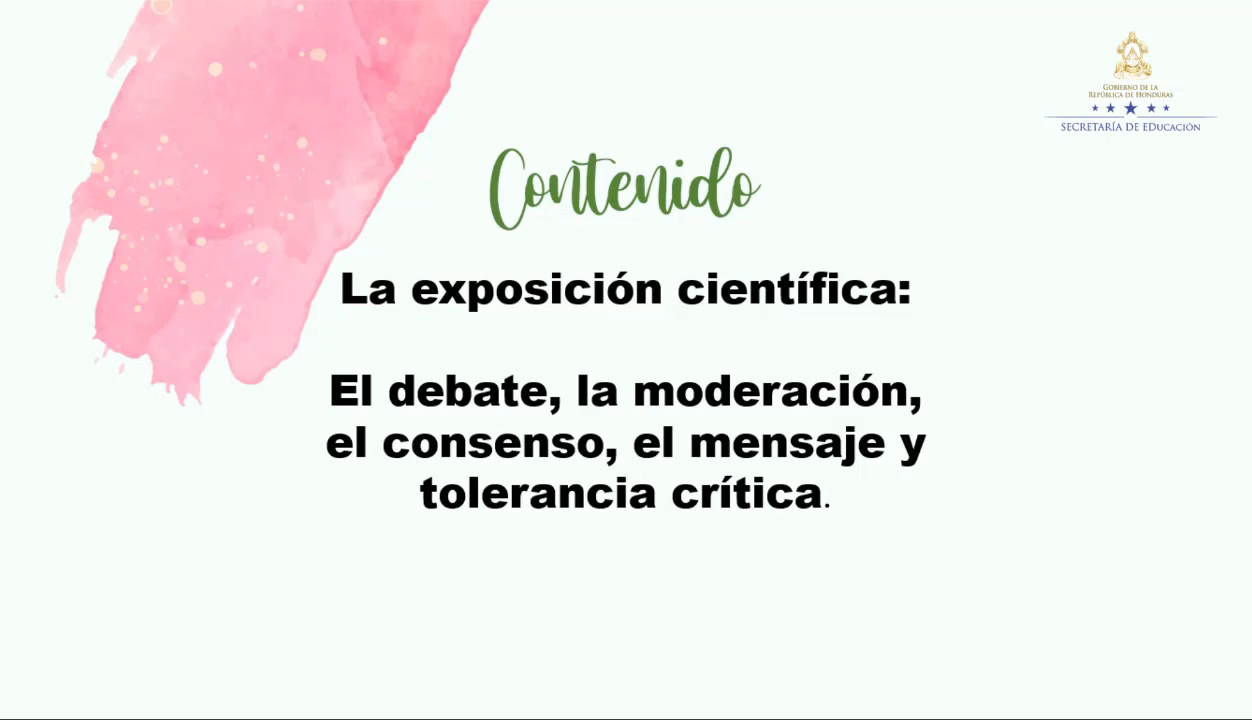 GOBIERNO DE LA
REPÚBLICA DE HONDURAS
SECRETARÍA DE EDUCACIÓN
Contenido
La exposición científica:
El debate, la moderación,
el consenso, el mensaje y
tolerancia crítica.